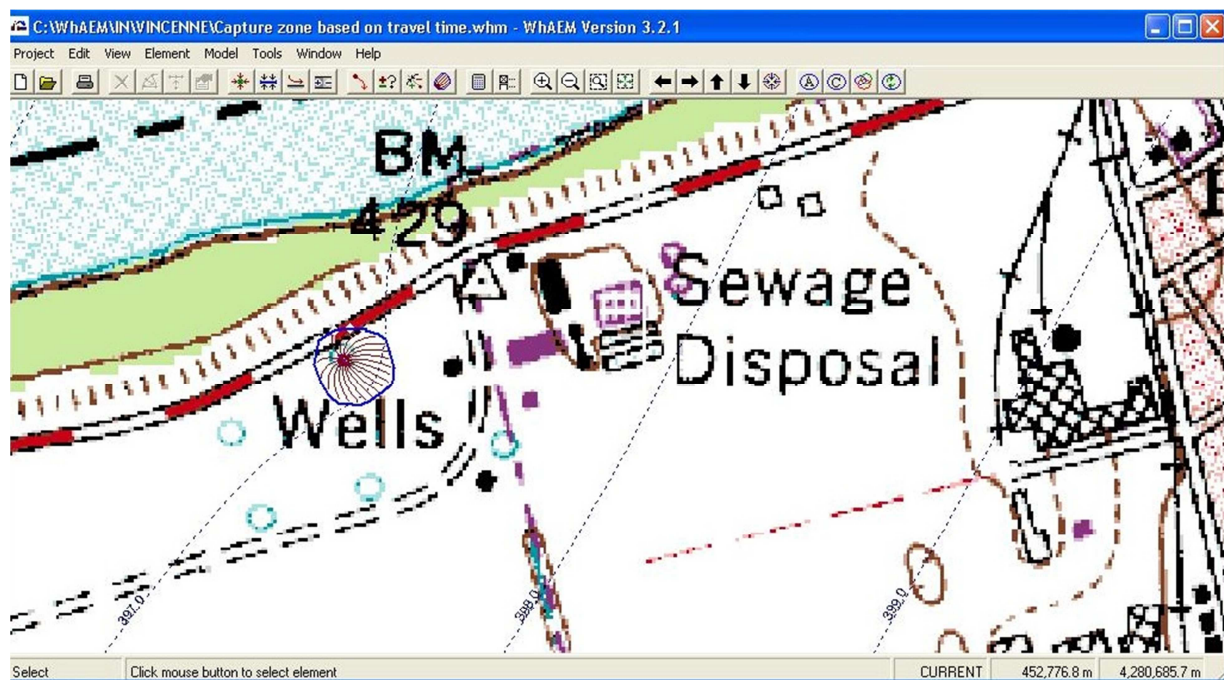 C:\WhAEM\IN\VINCENNE\Capture zone based on travel time.whm - WhAEM Version 3.2.1
Project Edit View Element Model Tools Window Help
BM
429
Sewage
Disposal
Wells
397.0
398.0
399.0
Select Click mouse button to select element CURRENT 452,776.8 m 4,280,685.7 m